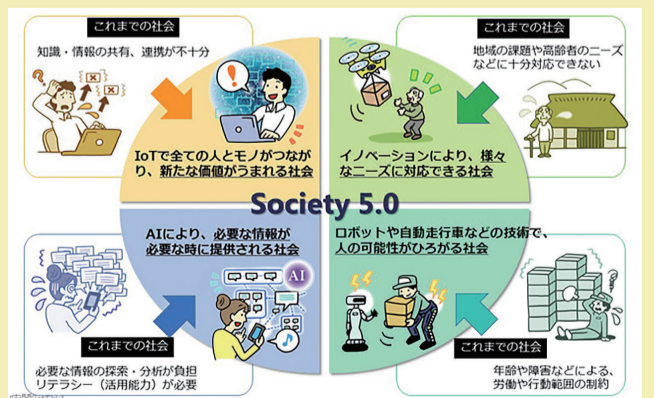 これまでの社会
知識・情報の共有、連携が不十分
IoTで全ての人とモノがつなが
り、新たな価値がうまれる社会
これまでの社会
地域の課題や高齢者のニーズ
などに十分対応できない
イノベーションにより、様々
なニーズに対応できる社会
Society 5.0
AIにより、必要な情報が
必要な時に提供される社会
AI
これまでの社会
必要な情報の探索・分析が負担
リテラシー（活用能力）が必要
ロボットや自動走行車などの技術で、
人の可能性がひろがる社会
これまでの社会
年齢や障害などによる、
労働や行動範囲の制約